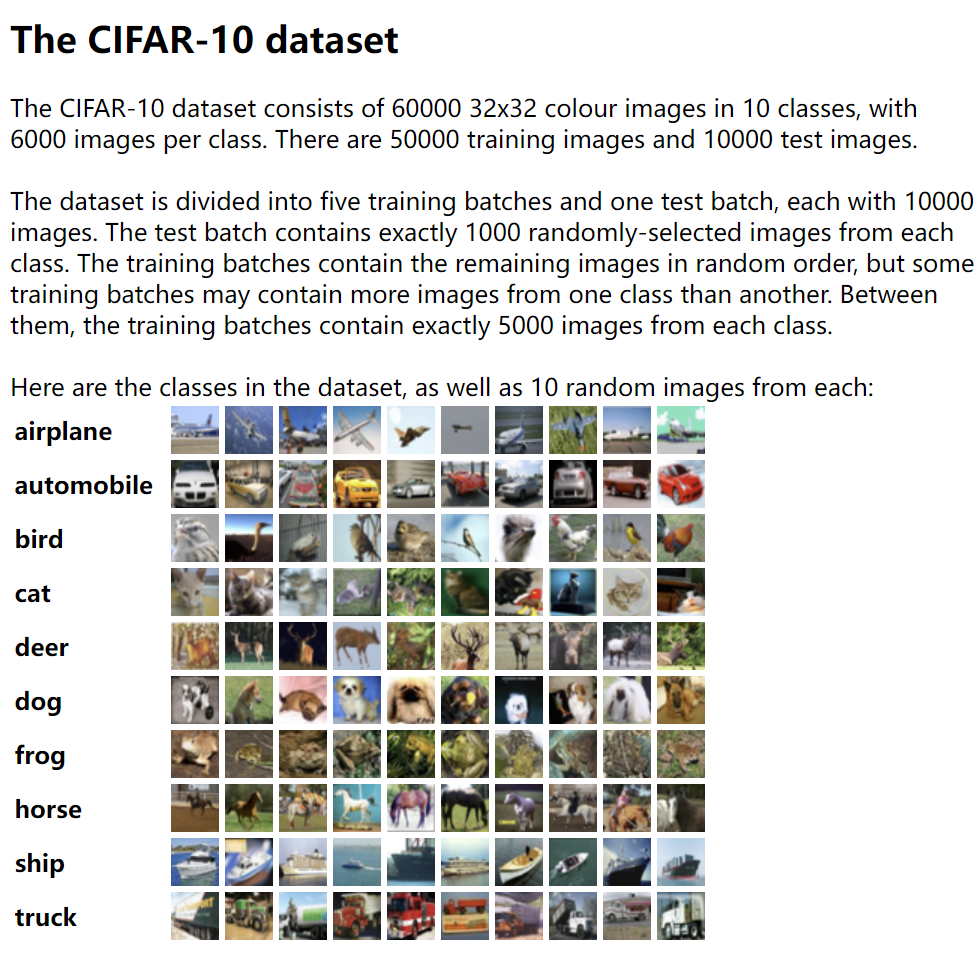 The CIFAR-10 dataset
The CIFAR-10 dataset consists of 60000 32x32 colour images in 10 classes, with
6000 images per class. There are 50000 training images and 10000 test images.
The dataset is divided into five training batches and one test batch, each with 10000
images. The test batch contains exactly 1000 randomly-selected images from each
class. The training batches contain the remaining images in random order, but some
training batches may contain more images from one class than another. Between
them, the training batches contain exactly 5000 images from each class.
Here are the classes in the dataset, as well as 10 random images from each:
airplane
automobile
bird
cat
deer
dog
frog
horse
ship
truck